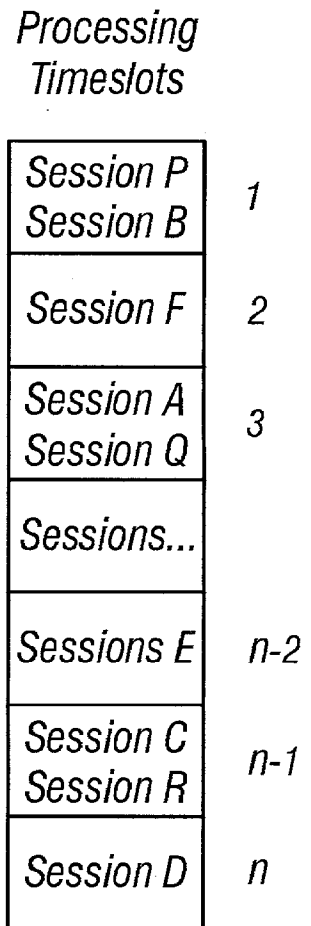 Processing
Timeslots
Session P
Session B
1
Session F
2
Session A
Session Q
3
Sessions...
Sessions E
n-2
Session C
Session R
n-1
Session D
n